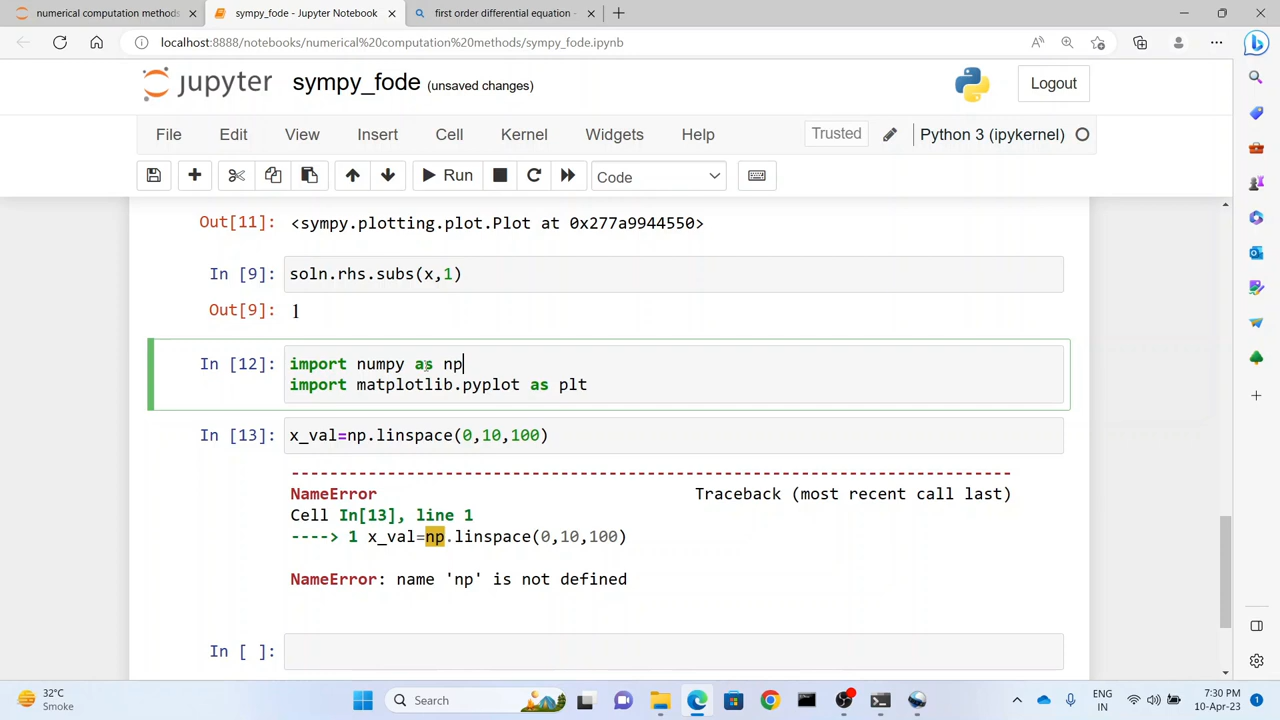 numerical computation methods
sympy_fode - Jupyter Notebook
first order differential equation -
localhost:8888/notebooks/numerical%20computation%20methods/sympy_fode.ipynb
jupyter
sympy_fode (unsaved changes)
Logout
File
Edit
View
Insert
Cell
Kernel
Widgets
Help
Trusted
Python 3 (ipykernel)
Run
Code
Out[11]: <sympy.plotting.plot.Plot at 0x277a9944550>
In [9]: soln.rhs.subs(x,1)
Out[9]: 1
In [12]: import numpy as np
import matplotlib.pyplot as plt
In [13]: x_val=np.linspace(0,10,100)
---------------------------------------------------------------------------
NameError Traceback (most recent call last)
Cell In[13], line 1
----> 1 x_val=np.linspace(0,10,100)
NameError: name 'np' is not defined
In [ ]:
32°C
Smoke
Search
ENG
IN
7:30 PM
10-Apr-23
1